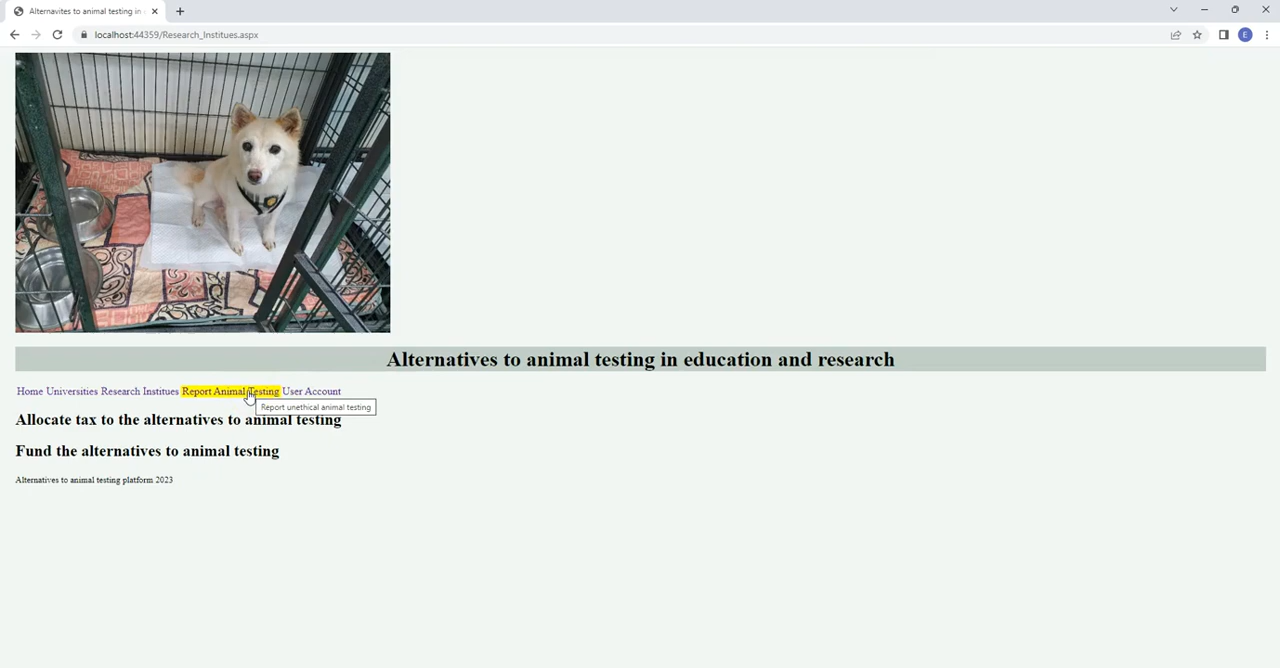 Alternavites to animal testing in
localhost:44359/Research_Institues.aspx
E
Alternatives to animal testing in education and research
Home Universities Research Institues Report Animal Testing User Account
Report unethical animal testing
Allocate tax to the alternatives to animal testing
Fund the alternatives to animal testing
Alternatives to animal testing platform 2023